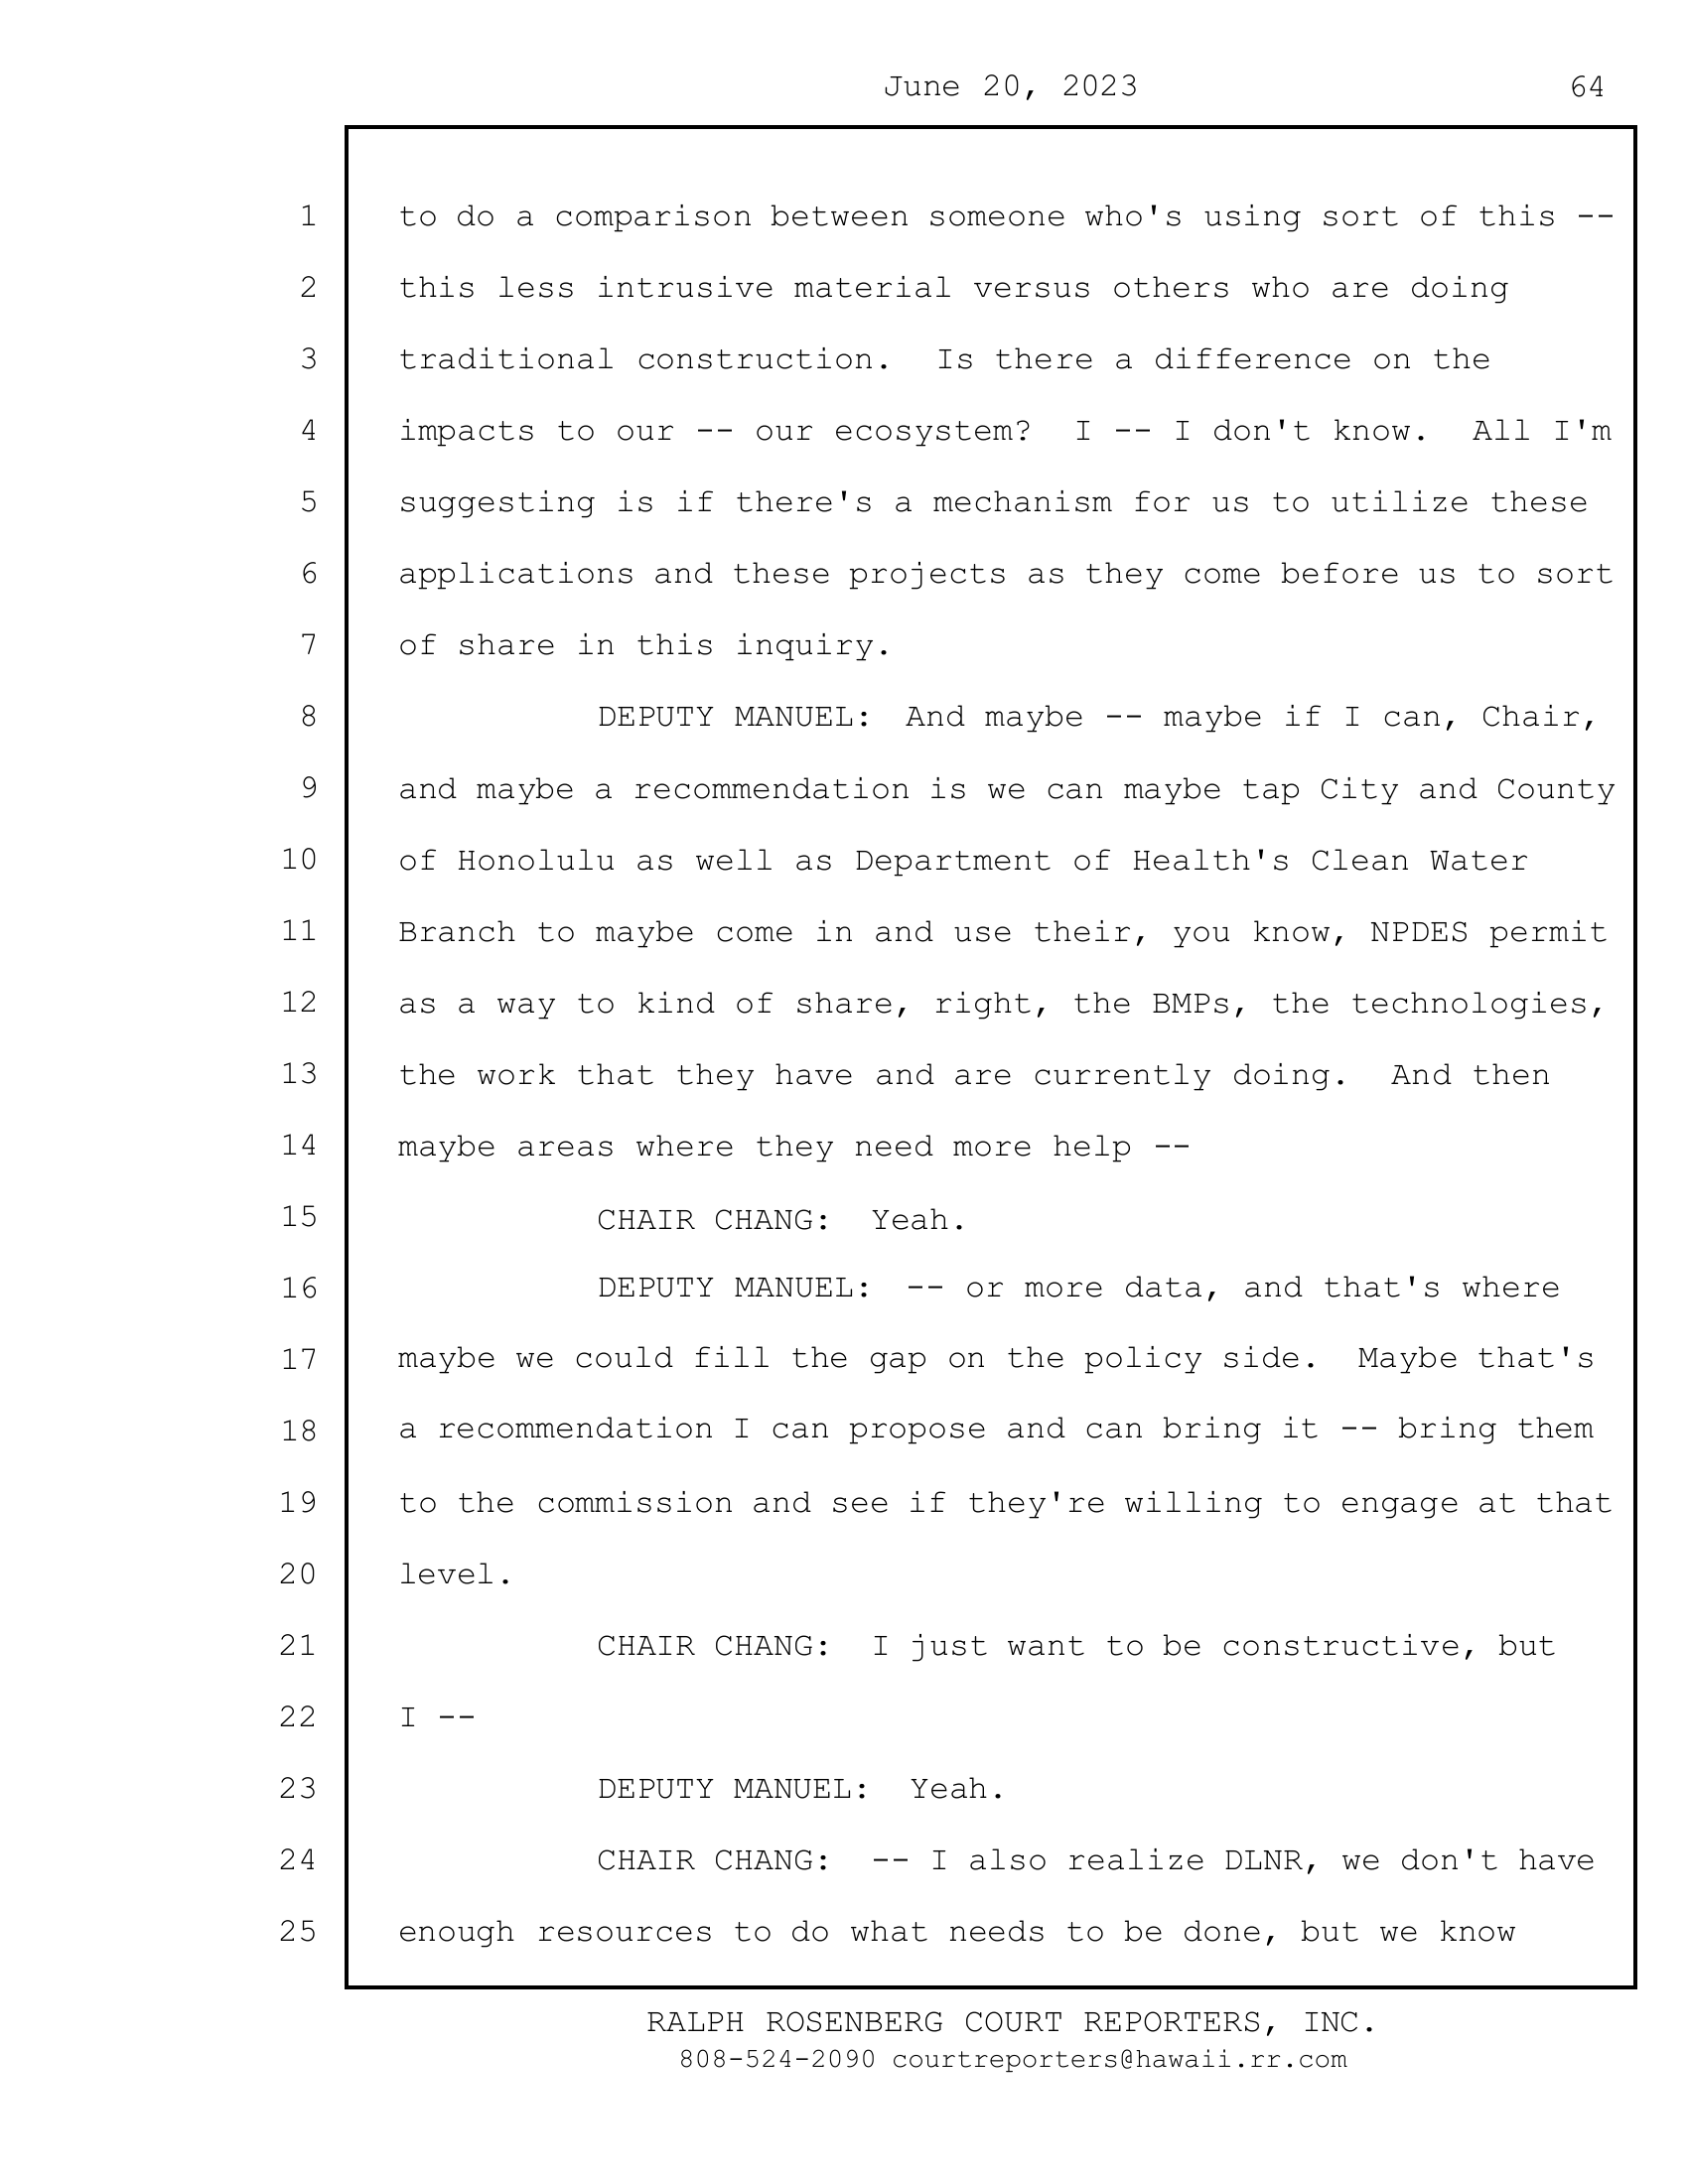 June 20, 2023 64
1 to do a comparison between someone who's using sort of this --
2 this less intrusive material versus others who are doing
3 traditional construction.  Is there a difference on the
4 impacts to our -- our ecosystem?  I -- I don't know.  All I'm
5 suggesting is if there's a mechanism for us to utilize these
6 applications and these projects as they come before us to sort
7 of share in this inquiry.
8 DEPUTY MANUEL:  And maybe -- maybe if I can, Chair,
9 and maybe a recommendation is we can maybe tap City and County
10 of Honolulu as well as Department of Health's Clean Water
11 Branch to maybe come in and use their, you know, NPDES permit
12 as a way to kind of share, right, the BMPs, the technologies,
13 the work that they have and are currently doing.  And then
14 maybe areas where they need more help --
15 CHAIR CHANG:  Yeah.
16 DEPUTY MANUEL:  -- or more data, and that's where
17 maybe we could fill the gap on the policy side.  Maybe that's
18 a recommendation I can propose and can bring it -- bring them
19 to the commission and see if they're willing to engage at that
20 level.
21 CHAIR CHANG:  I just want to be constructive, but
22 I --
23 DEPUTY MANUEL:  Yeah.
24 CHAIR CHANG:  -- I also realize DLNR, we don't have
25 enough resources to do what needs to be done, but we know
RALPH ROSENBERG COURT REPORTERS, INC.
808-524-2090 courtreporters@hawaii.rr.com